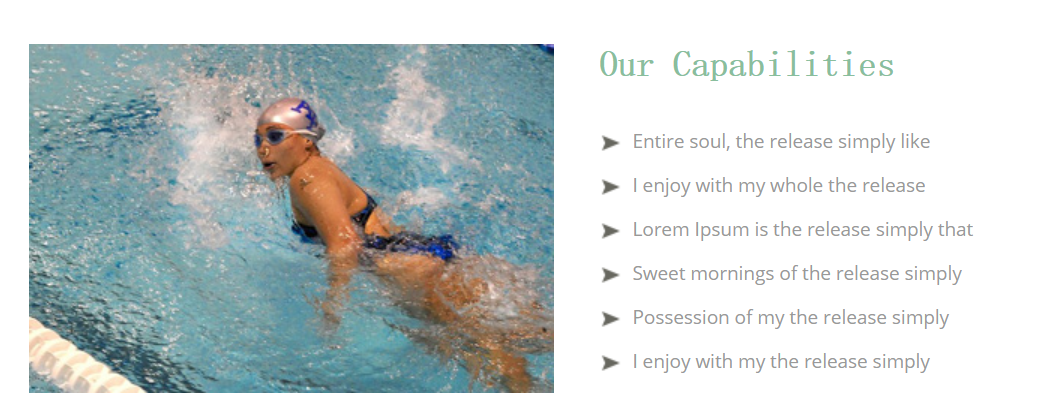 Our Capabilities
Entire soul, the release simply like
I enjoy with my whole the release
Lorem Ipsum is the release simply that
Sweet mornings of the release simply
Possession of my the release simply
I enjoy with my the release simply